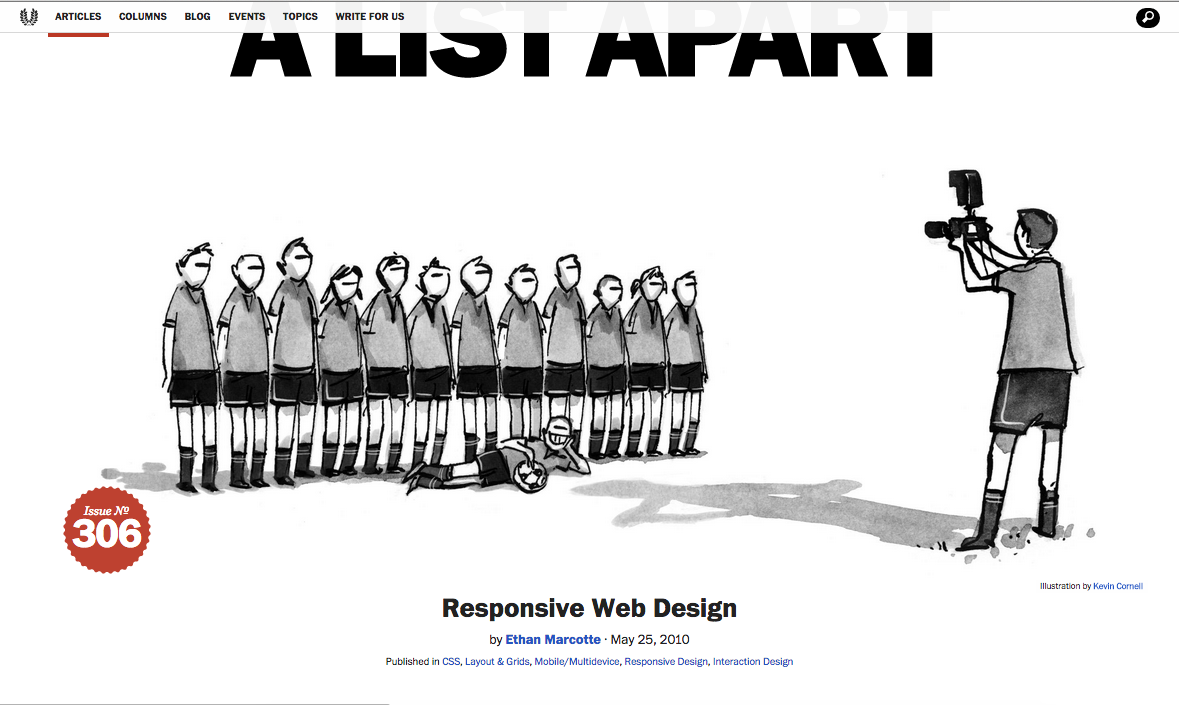 ARTICLES COLUMNS BLOG EVENTS TOPICS WRITE FOR US
A LIST APART
Issue Nº
306
Illustration by Kevin Cornell
Responsive Web Design
by Ethan Marcotte · May 25, 2010
Published in CSS, Layout & Grids, Mobile/Multidevice, Responsive Design, Interaction Design